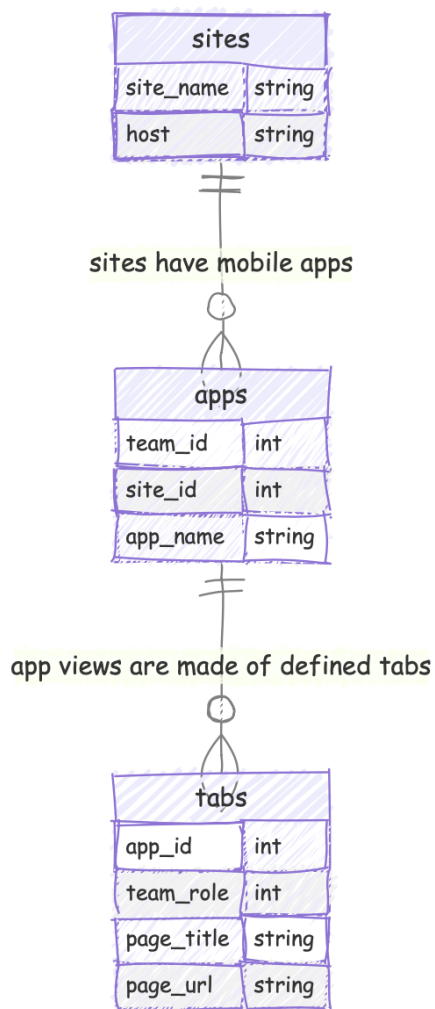 sites
site_name string
host string
sites have mobile apps
apps
team_id int
site_id int
app_name string
app views are made of defined tabs
tabs
app_id int
team_role int
page_title string
page_url string